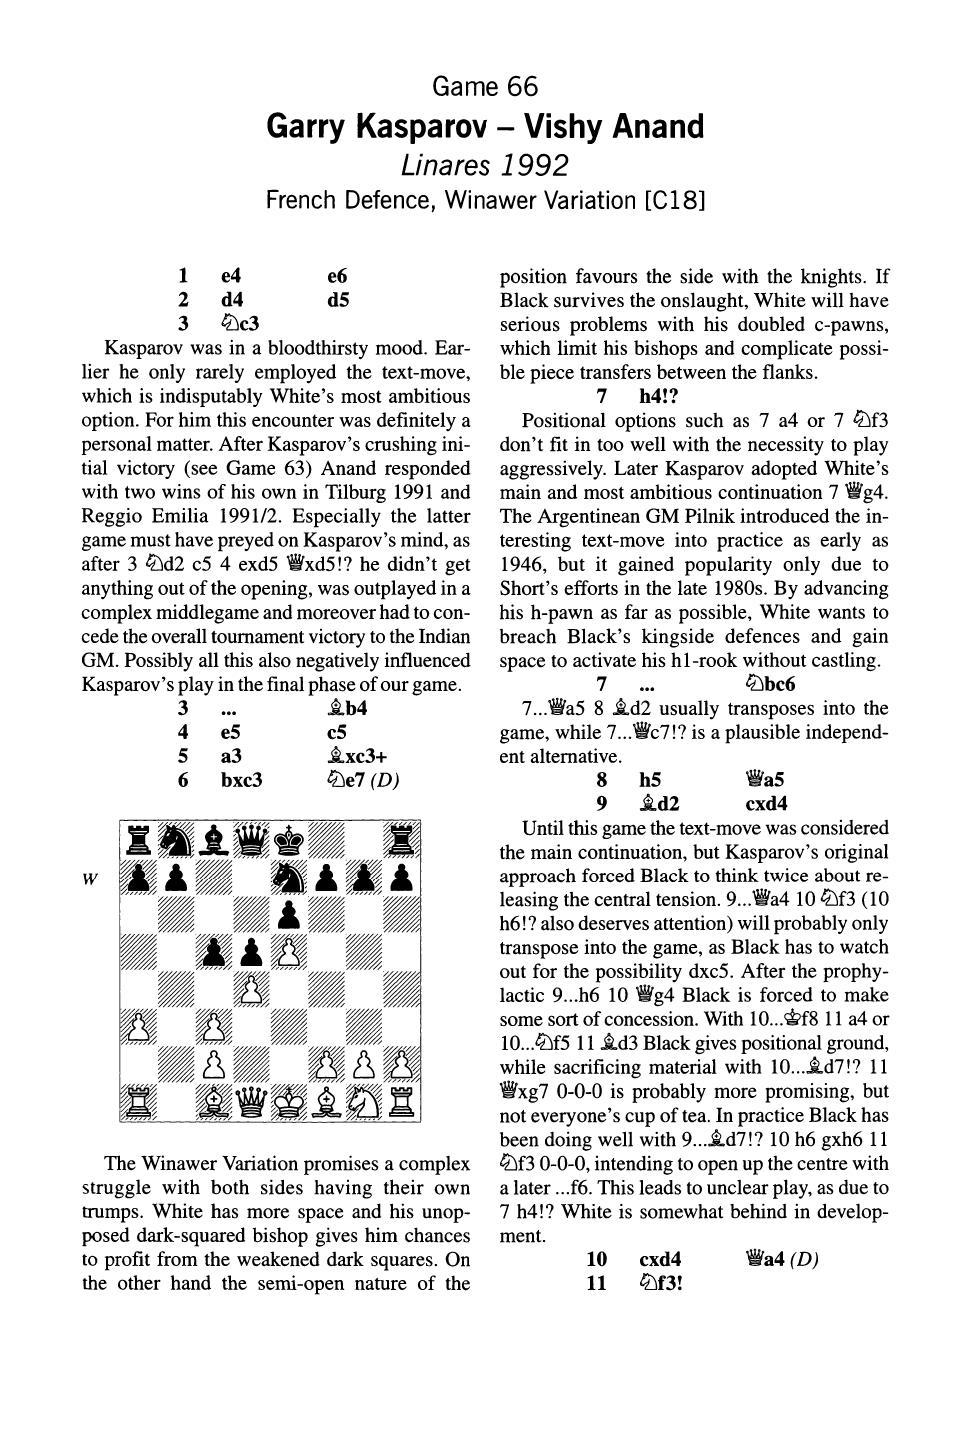 Game 66
Garry Kasparov – Vishy Anand
Linares 1992
French Defence, Winawer Variation [C18]
1 e4 e6
2 d4 d5
3 ♘c3
Kasparov was in a bloodthirsty mood. Ear-
lier he only rarely employed the text-move,
which is indisputably White's most ambitious
option. For him this encounter was definitely a
personal matter. After Kasparov's crushing ini-
tial victory (see Game 63) Anand responded
with two wins of his own in Tilburg 1991 and
Reggio Emilia 1991/2. Especially the latter
game must have preyed on Kasparov's mind, as
after 3 ♘d2 c5 4 exd5 ♕xd5!? he didn't get
anything out of the opening, was outplayed in a
complex middlegame and moreover had to con-
cede the overall tournament victory to the Indian
GM. Possibly all this also negatively influenced
Kasparov's play in the final phase of our game.
3 ... ♗b4
4 e5 c5
5 a3 ♗xc3+
6 bxc3 ♘e7 (D)
W
The Winawer Variation promises a complex
struggle with both sides having their own
trumps. White has more space and his unop-
posed dark-squared bishop gives him chances
to profit from the weakened dark squares. On
the other hand the semi-open nature of the
position favours the side with the knights. If
Black survives the onslaught, White will have
serious problems with his doubled c-pawns,
which limit his bishops and complicate possi-
ble piece transfers between the flanks.
7 h4!?
Positional options such as 7 a4 or 7 ♘f3
don't fit in too well with the necessity to play
aggressively. Later Kasparov adopted White's
main and most ambitious continuation 7 ♕g4.
The Argentinean GM Pilnik introduced the in-
teresting text-move into practice as early as
1946, but it gained popularity only due to
Short's efforts in the late 1980s. By advancing
his h-pawn as far as possible, White wants to
breach Black's kingside defences and gain
space to activate his h1-rook without castling.
7 ... ♘bc6
7...♕a5 8 ♗d2 usually transposes into the
game, while 7...♕c7!? is a plausible independ-
ent alternative.
8 h5 ♕a5
9 ♗d2 cxd4
Until this game the text-move was considered
the main continuation, but Kasparov's original
approach forced Black to think twice about re-
leasing the central tension. 9...♕a4 10 ♘f3 (10
h6!? also deserves attention) will probably only
transpose into the game, as Black has to watch
out for the possibility dxc5. After the prophy-
lactic 9...h6 10 ♕g4 Black is forced to make
some sort of concession. With 10...♔f8 11 a4 or
10...♘f5 11 ♗d3 Black gives positional ground,
while sacrificing material with 10...♗d7!? 11
♕xg7 0-0-0 is probably more promising, but
not everyone's cup of tea. In practice Black has
been doing well with 9...♗d7!? 10 h6 gxh6 11
♘f3 0-0-0, intending to open up the centre with
a later ...f6. This leads to unclear play, as due to
7 h4!? White is somewhat behind in develop-
ment.
10 cxd4 ♕a4 (D)
11 ♘f3!